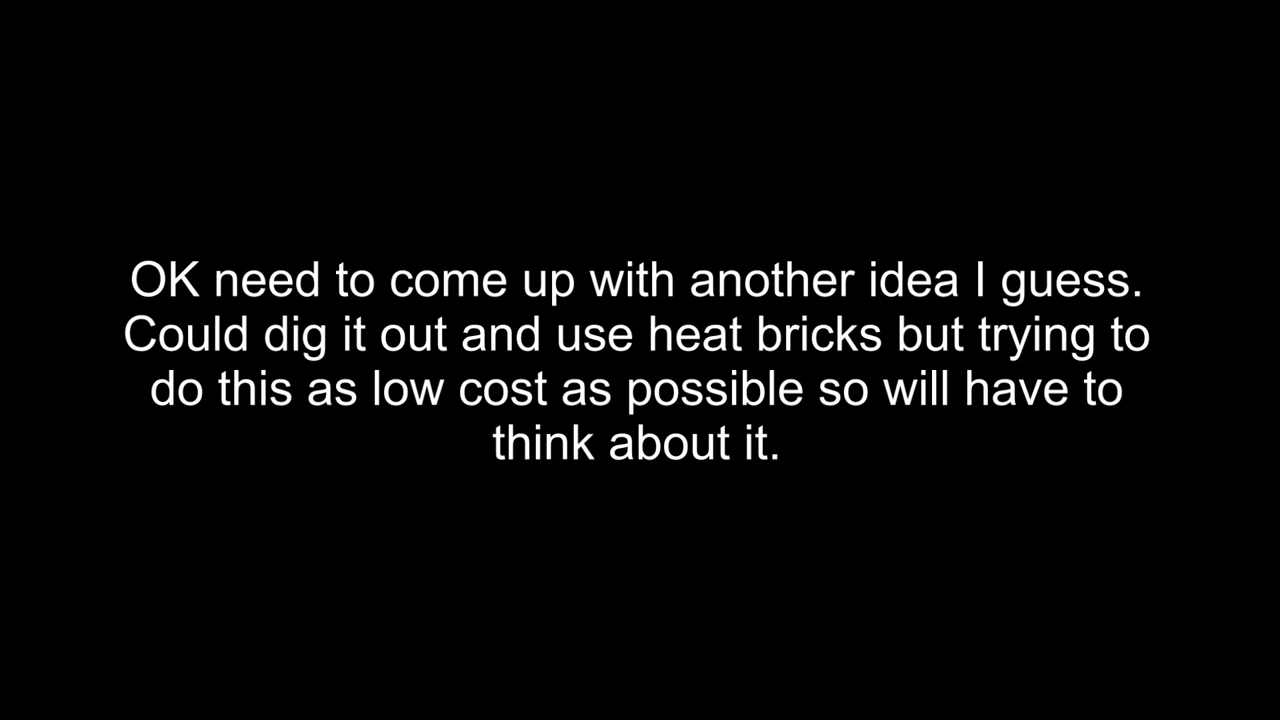 OK need to come up with another idea I guess.
Could dig it out and use heat bricks but trying to
do this as low cost as possible so will have to
think about it.